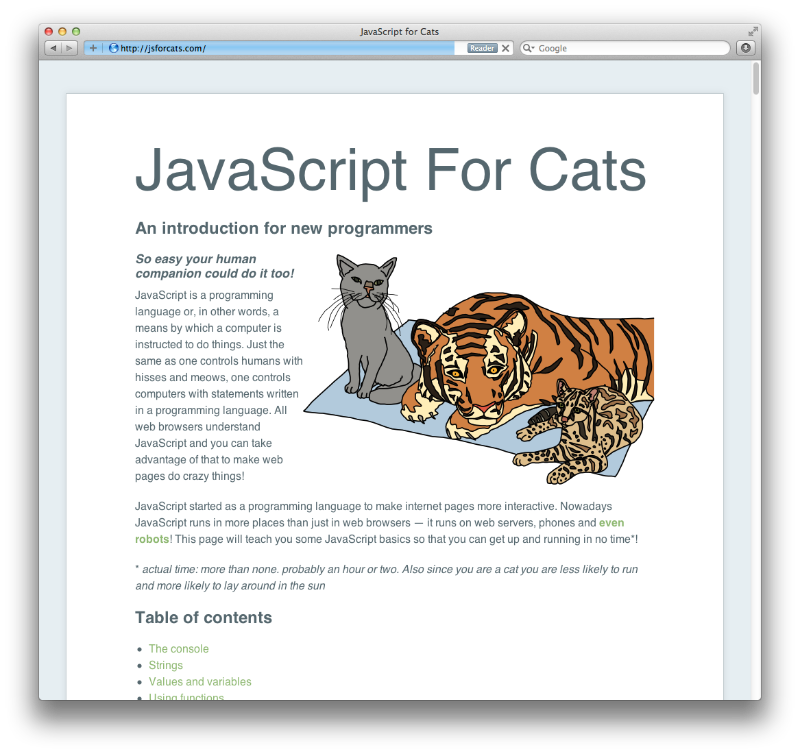 JavaScript for Cats
http://jsforcats.com/
Reader
Google
JavaScript For Cats
An introduction for new programmers
So easy your human
companion could do it too!
JavaScript is a programming
language or, in other words, a
means by which a computer is
instructed to do things. Just the
same as one controls humans with
hisses and meows, one controls
computers with statements written
in a programming language. All
web browsers understand
JavaScript and you can take
advantage of that to make web
pages do crazy things!
JavaScript started as a programming language to make internet pages more interactive. Nowadays
JavaScript runs in more places than just in web browsers — it runs on web servers, phones and even
robots! This page will teach you some JavaScript basics so that you can get up and running in no time*!
* actual time: more than none. probably an hour or two. Also since you are a cat you are less likely to run
and more likely to lay around in the sun
Table of contents
• The console
• Strings
• Values and variables
• Using functions